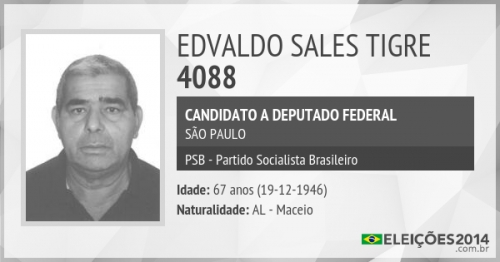 EDVALDO SALES TIGRE
4088
CANDIDATO A DEPUTADO FEDERAL
SÃO PAULO
PSB - Partido Socialista Brasileiro
Idade: 67 anos (19-12-1946)
Naturalidade: AL - Maceio
ELEIÇÕES2014
.com.br